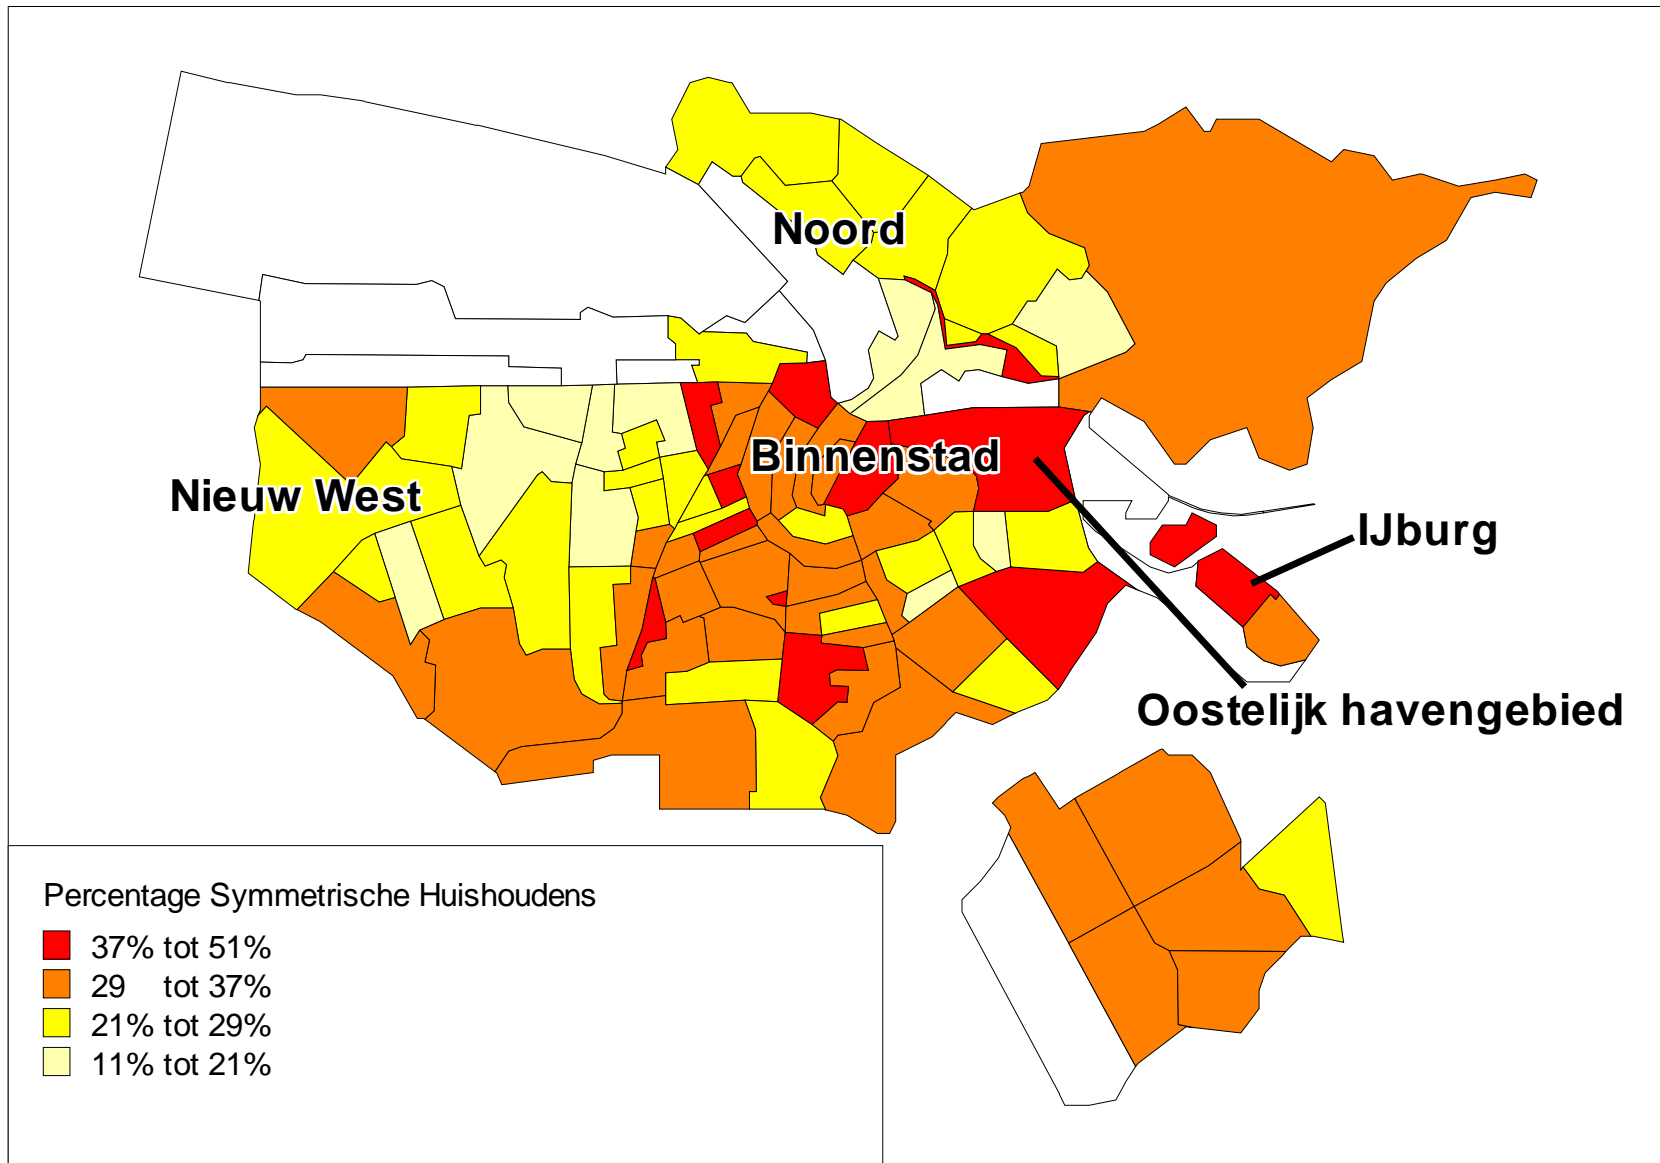 Noord
Binnenstad
Nieuw West
IJburg
Oostelijk havengebied
Percentage Symmetrische Huishoudens
37% tot 51%
29 tot 37%
21% tot 29%
11% tot 21%